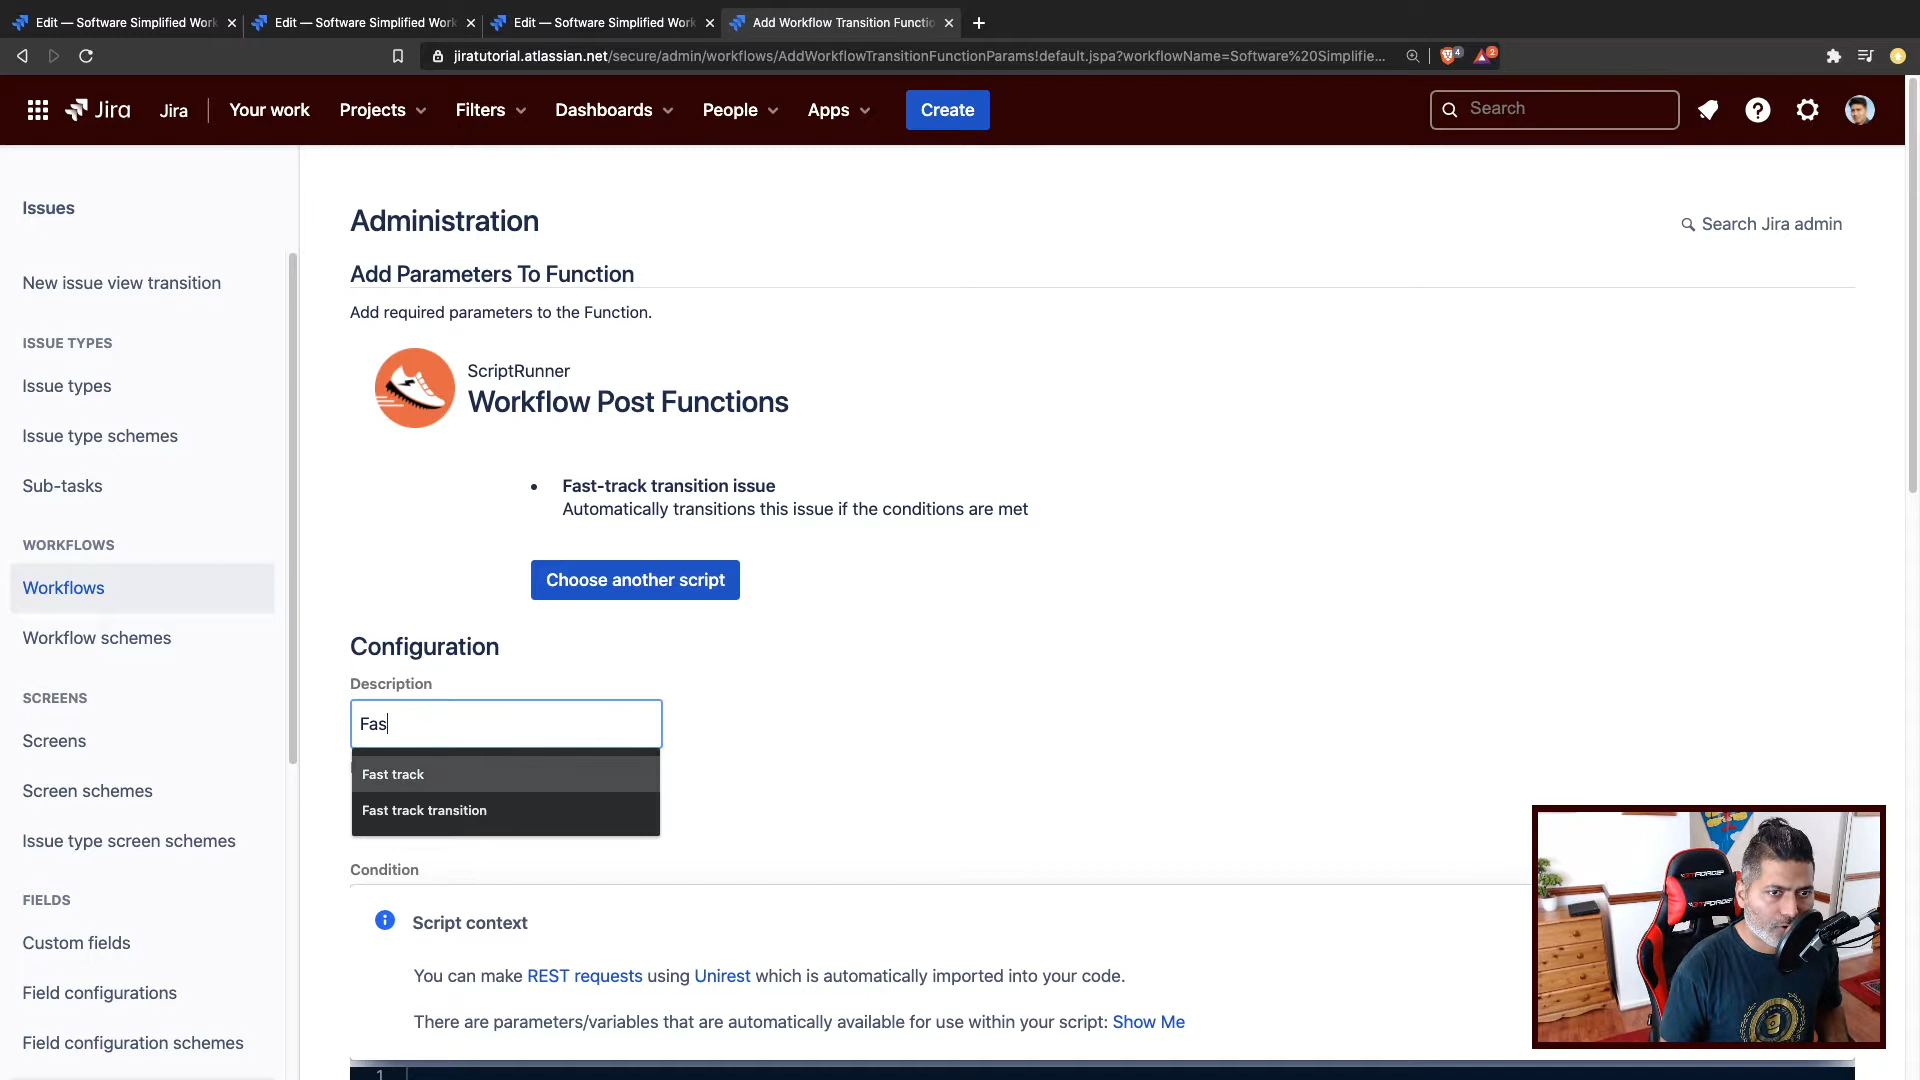 Edit — Software Simplified Work
Edit — Software Simplified Work
Edit — Software Simplified Work
Add Workflow Transition Functio
jiratutorial.atlassian.net/secure/admin/workflows/AddWorkflowTransitionFunctionParams!default.jspa?workflowName=Software%20Simplifie...
4
2
Jira
Jira
Your work
Projects
Filters
Dashboards
People
Apps
Create
Search
Issues
New issue view transition
ISSUE TYPES
Issue types
Issue type schemes
Sub-tasks
WORKFLOWS
Workflows
Workflow schemes
SCREENS
Screens
Screen schemes
Issue type screen schemes
FIELDS
Custom fields
Field configurations
Field configuration schemes
Administration
Search Jira admin
Add Parameters To Function
Add required parameters to the Function.
ScriptRunner
Workflow Post Functions
• Fast-track transition issue
Automatically transitions this issue if the conditions are met
Choose another script
Configuration
Description
Fas
Fast track
Fast track transition
Condition
Script context
You can make REST requests using Unirest which is automatically imported into your code.
There are parameters/variables that are automatically available for use within your script: Show Me
1